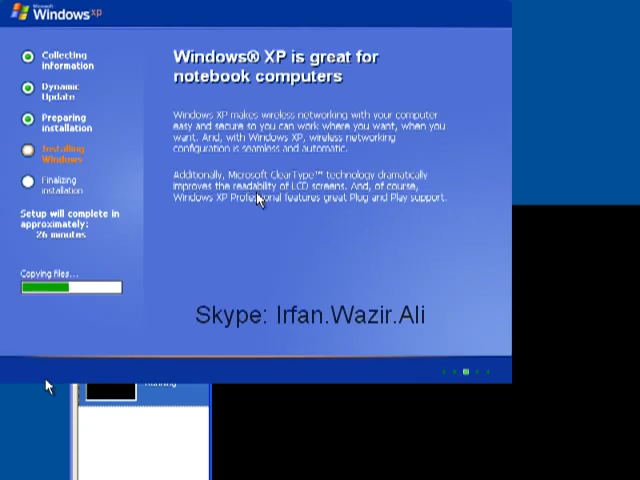 Microsoft
Windows xp
Collecting
information
Dynamic
Update
Preparing
installation
Installing
Windows
Finalizing
installation
Setup will complete in
approximately:
26 minutes
Copying files...
Windows® XP is great for
notebook computers
Windows XP makes wireless networking with your computer
easy and secure so you can work where you want, when you
want. And, with Windows XP, wireless networking
configuration is seamless and automatic.
Additionally, Microsoft ClearType™ technology dramatically
improves the readability of LCD screens. And, of course,
Windows XP Professional features great Plug and Play support.
Skype: Irfan.Wazir.Ali
Running